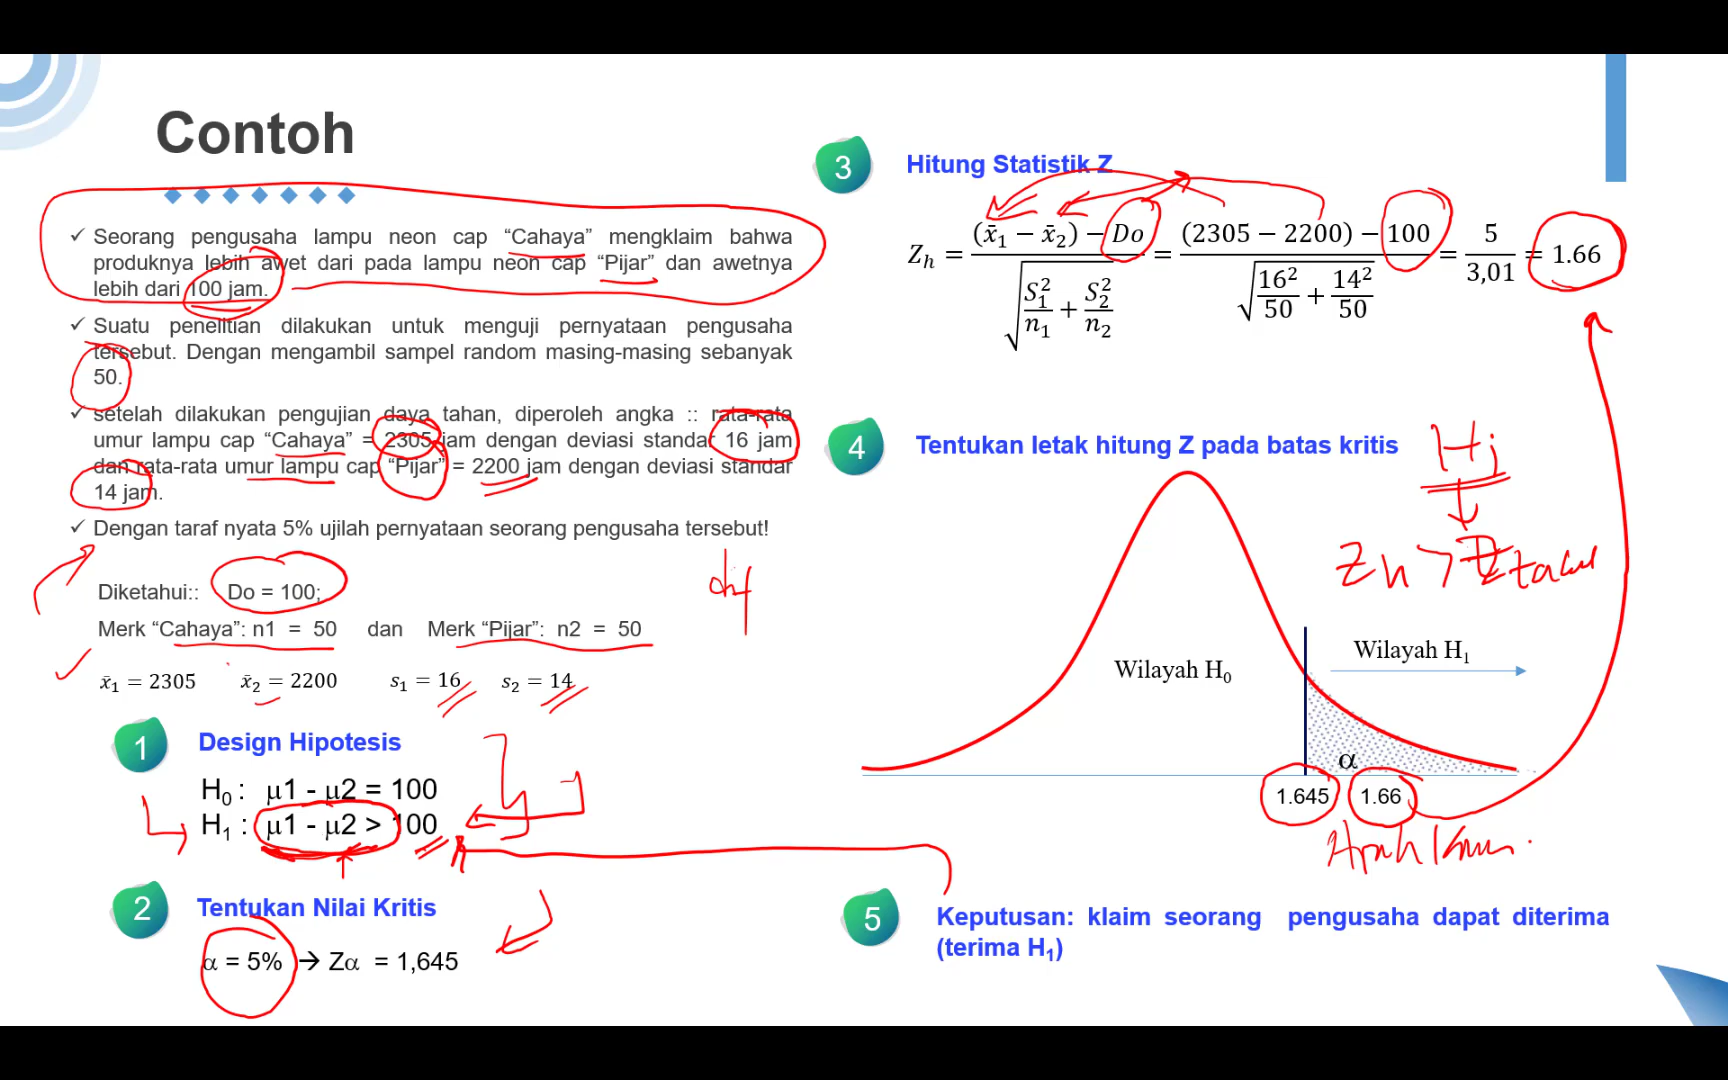 Contoh
✓ Seorang pengusaha lampu neon cap “Cahaya” mengklaim bahwa
produknya lebih awet dari pada lampu neon cap “Pijar” dan awetnya
lebih dari 100 jam.
✓ Suatu penelitian dilakukan untuk menguji pernyataan pengusaha
tersebut. Dengan mengambil sampel random masing-masing sebanyak
50.
✓ setelah dilakukan pengujian daya tahan, diperoleh angka :: rata-rata
umur lampu cap “Cahaya” = 2305 jam dengan deviasi standar 16 jam
dan rata-rata umur lampu cap “Pijar” = 2200 jam dengan deviasi standar
14 jam.
✓ Dengan taraf nyata 5% ujilah pernyataan seorang pengusaha tersebut!
Diketahui:: Do = 100;
Merk “Cahaya”: n1 = 50 dan Merk “Pijar”: n2 = 50
x̄₁ = 2305 x̄₂ = 2200 s₁ = 16 s₂ = 14
1 Design Hipotesis
H₀ : μ1 - μ2 = 100
H₁ : μ1 - μ2 > 100
2 Tentukan Nilai Kritis
α = 5% → Zα = 1,645
3 Hitung Statistik Z
Zₕ = ((x̄₁ − x̄₂) − Do) / √(S₁²/n₁ + S₂²/n₂) = ((2305 − 2200) − 100) / √(16²/50 + 14²/50) = 5/3,01 = 1.66
4 Tentukan letak hitung Z pada batas kritis
H₁
Zh > Z tabel
Wilayah H₀
Wilayah H₁
α
1.645 1.66
5 Keputusan: klaim seorang pengusaha dapat diterima
(terima H₁)